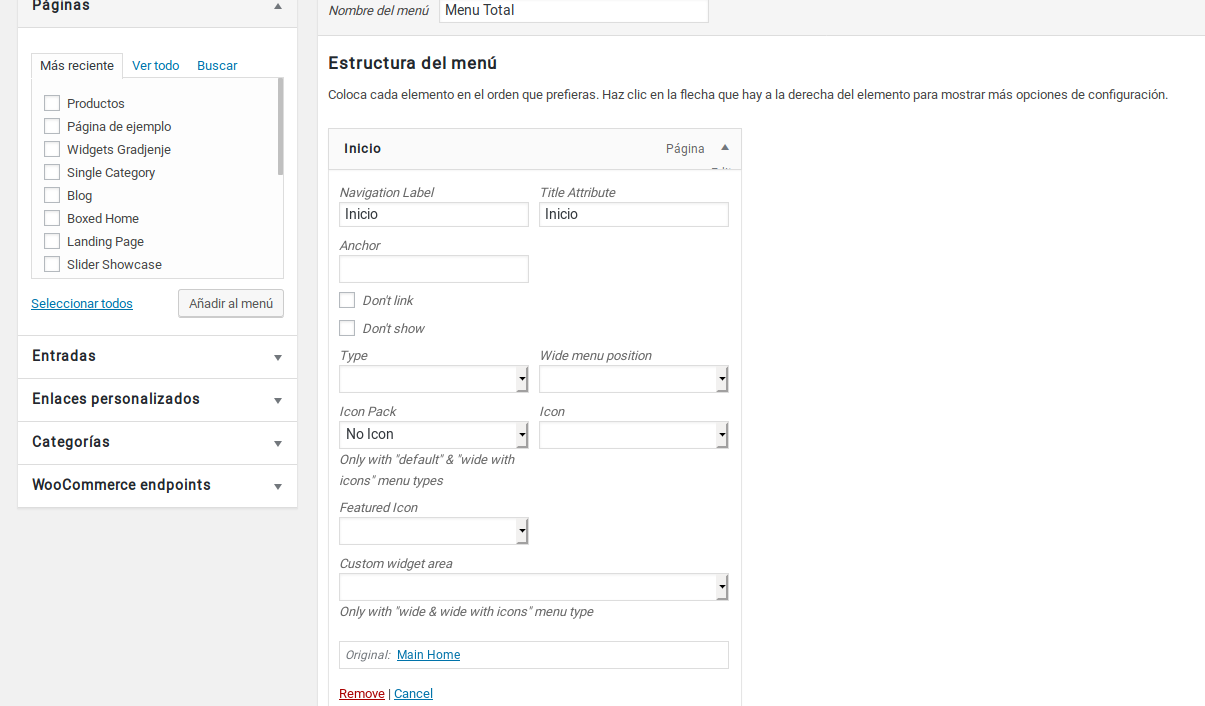 Páginas
Más reciente Ver todo Buscar
Productos
Página de ejemplo
Widgets Gradjenje
Single Category
Blog
Boxed Home
Landing Page
Slider Showcase
Seleccionar todos Añadir al menú
Entradas
Enlaces personalizados
Categorías
WooCommerce endpoints
Nombre del menú Menu Total
Estructura del menú
Coloca cada elemento en el orden que prefieras. Haz clic en la flecha que hay a la derecha del elemento para mostrar más opciones de configuración.
Inicio Página
Navigation Label Title Attribute
Inicio Inicio
Anchor
Don't link
Don't show
Type Wide menu position
Icon Pack Icon
No Icon
Only with "default" & "wide with
icons" menu types
Featured Icon
Custom widget area
Only with "wide & wide with icons" menu type
Original: Main Home
Remove | Cancel